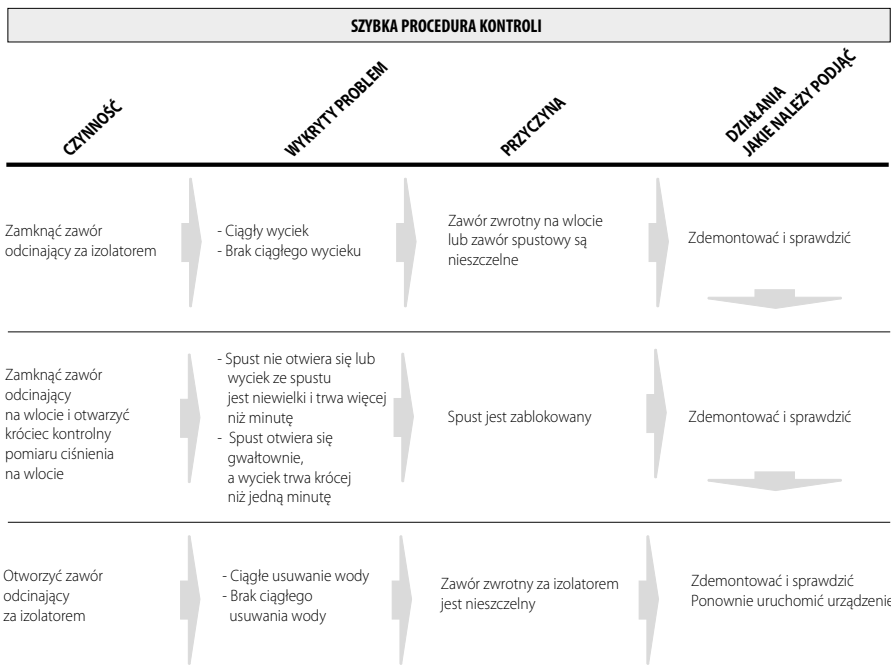 SZYBKA PROCEDURA KONTROLI
CZYNNOŚĆ
WYKRYTY PROBLEM
PRZYCZYNA
DZIAŁANIA
JAKIE NALEŻY PODJĄĆ
Zamknąć zawór
odcinający za izolatorem
- Ciągły wyciek
- Brak ciągłego wycieku
Zawór zwrotny na wlocie
lub zawór spustowy są
nieszczelne
Zdemontować i sprawdzić
Zamknąć zawór
odcinający
na wlocie i otwarzyć
króciec kontrolny
pomiaru ciśnienia
na wlocie
- Spust nie otwiera się lub
wyciek ze spustu
jest niewielki i trwa więcej
niż minutę
- Spust otwiera się
gwałtownie,
a wyciek trwa krócej
niż jedną minutę
Spust jest zablokowany
Zdemontować i sprawdzić
Otworzyć zawór
odcinający
za izolatorem
- Ciągłe usuwanie wody
- Brak ciągłego
usuwania wody
Zawór zwrotny za izolatorem
jest nieszczelny
Zdemontować i sprawdzić
Ponownie uruchomić urządzenie